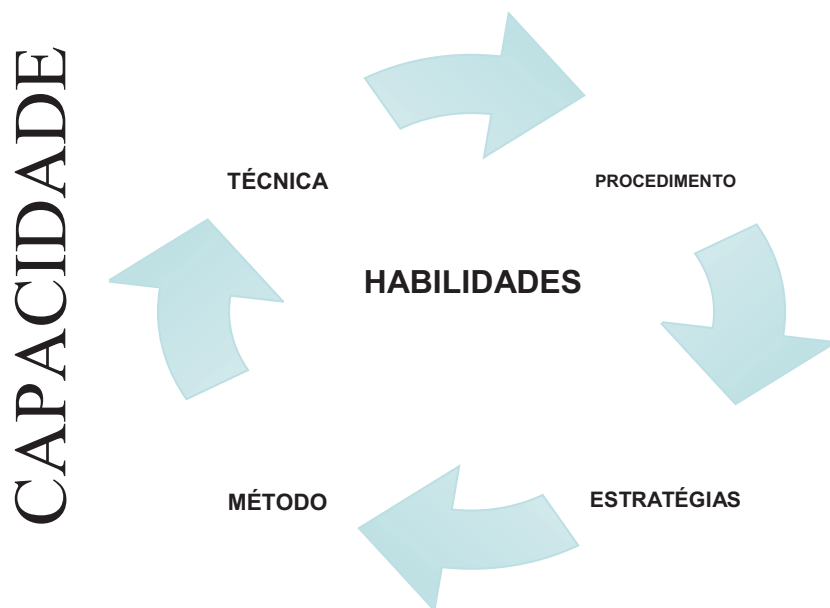 CAPACIDADE
TÉCNICA
PROCEDIMENTO
HABILIDADES
MÉTODO
ESTRATÉGIAS